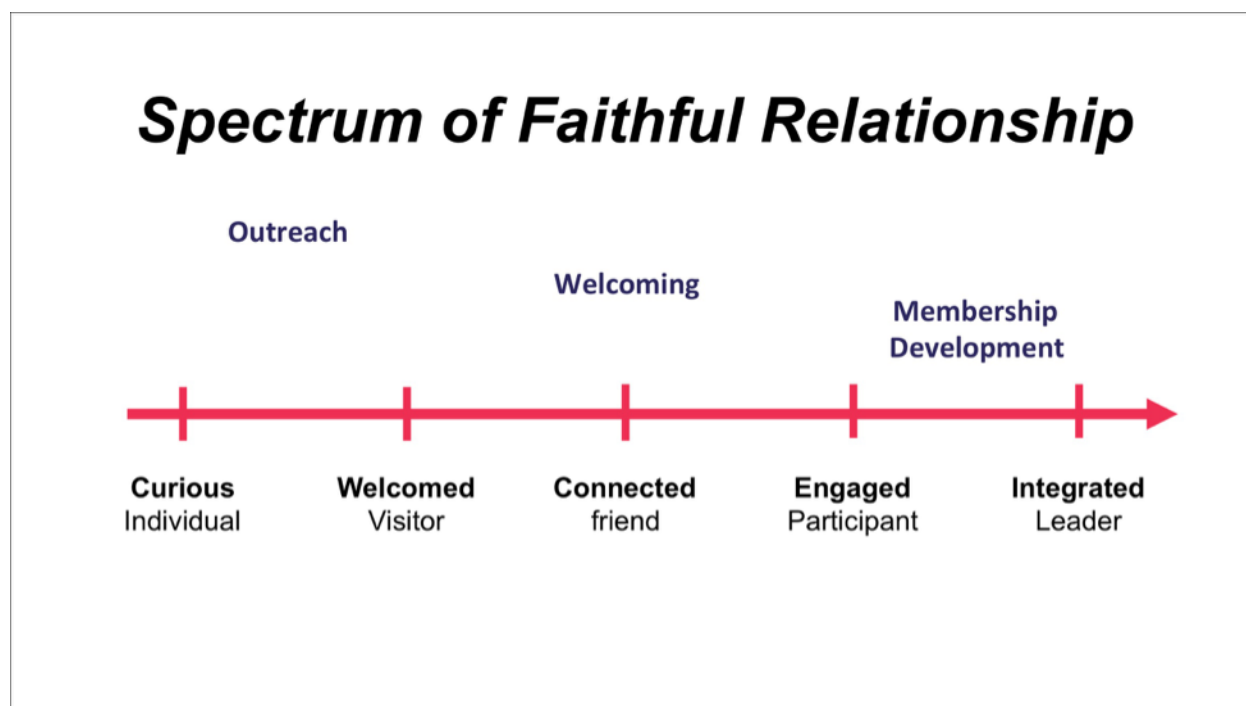 Spectrum of Faithful Relationship
Outreach
Welcoming
Membership
Development
Curious
Individual
Welcomed
Visitor
Connected
friend
Engaged
Participant
Integrated
Leader